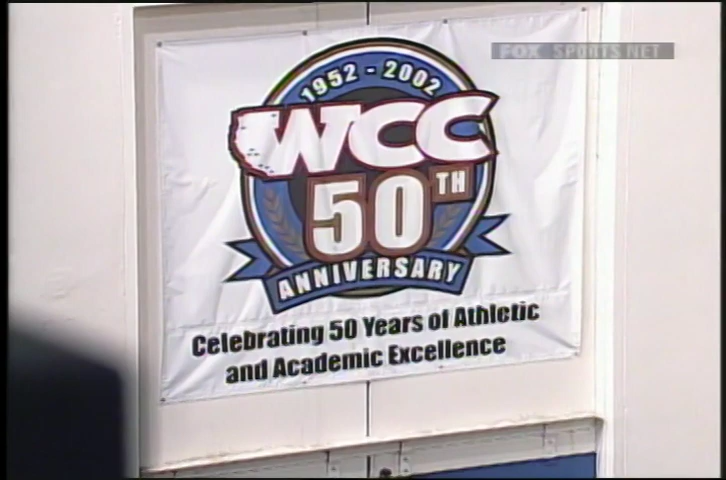 FOX SPORTS NET
1952 - 2002
WCC
50TH
ANNIVERSARY
Celebrating 50 Years of Athletic
and Academic Excellence